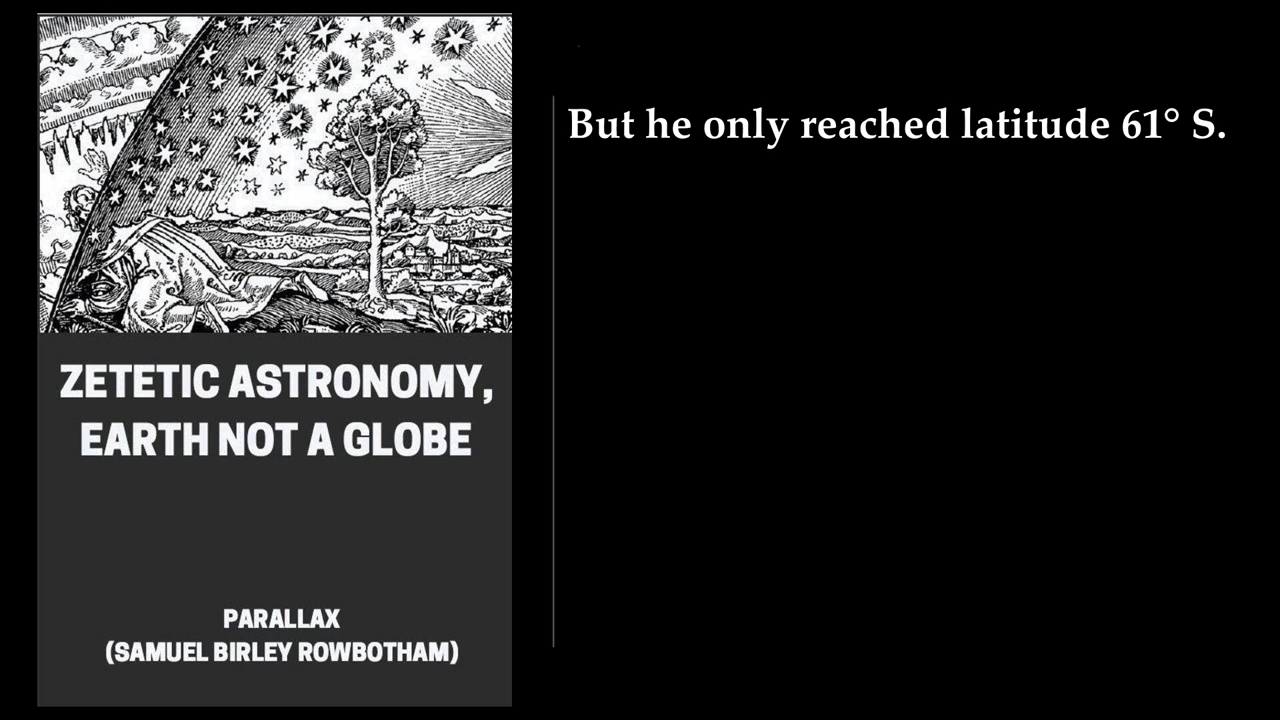 ZETETIC ASTRONOMY,
EARTH NOT A GLOBE
PARALLAX
(SAMUEL BIRLEY ROWBOTHAM)
But he only reached latitude 61° S.